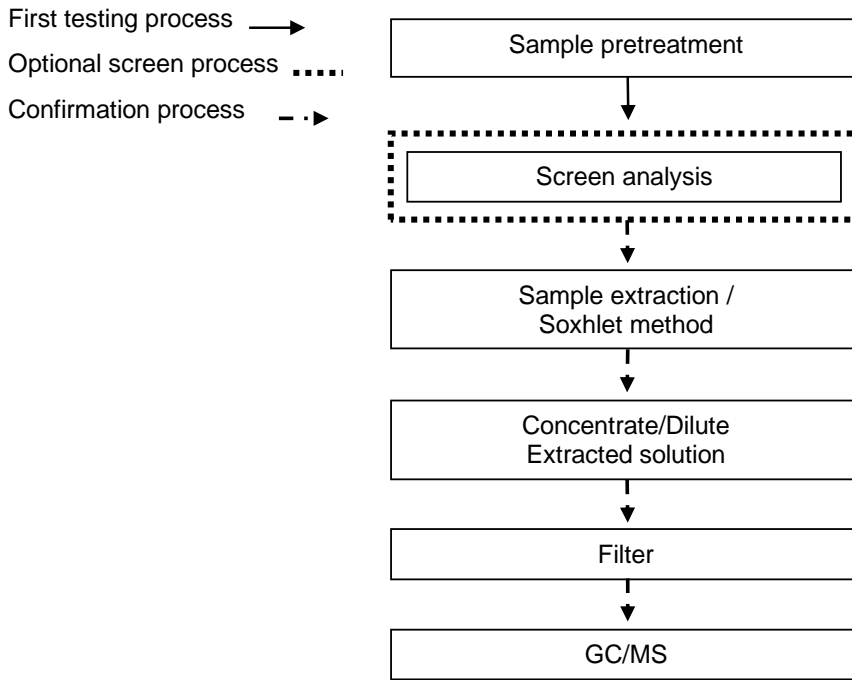 First testing process
Optional screen process
Confirmation process
Sample pretreatment
Screen analysis
Sample extraction /
Soxhlet method
Concentrate/Dilute
Extracted solution
Filter
GC/MS